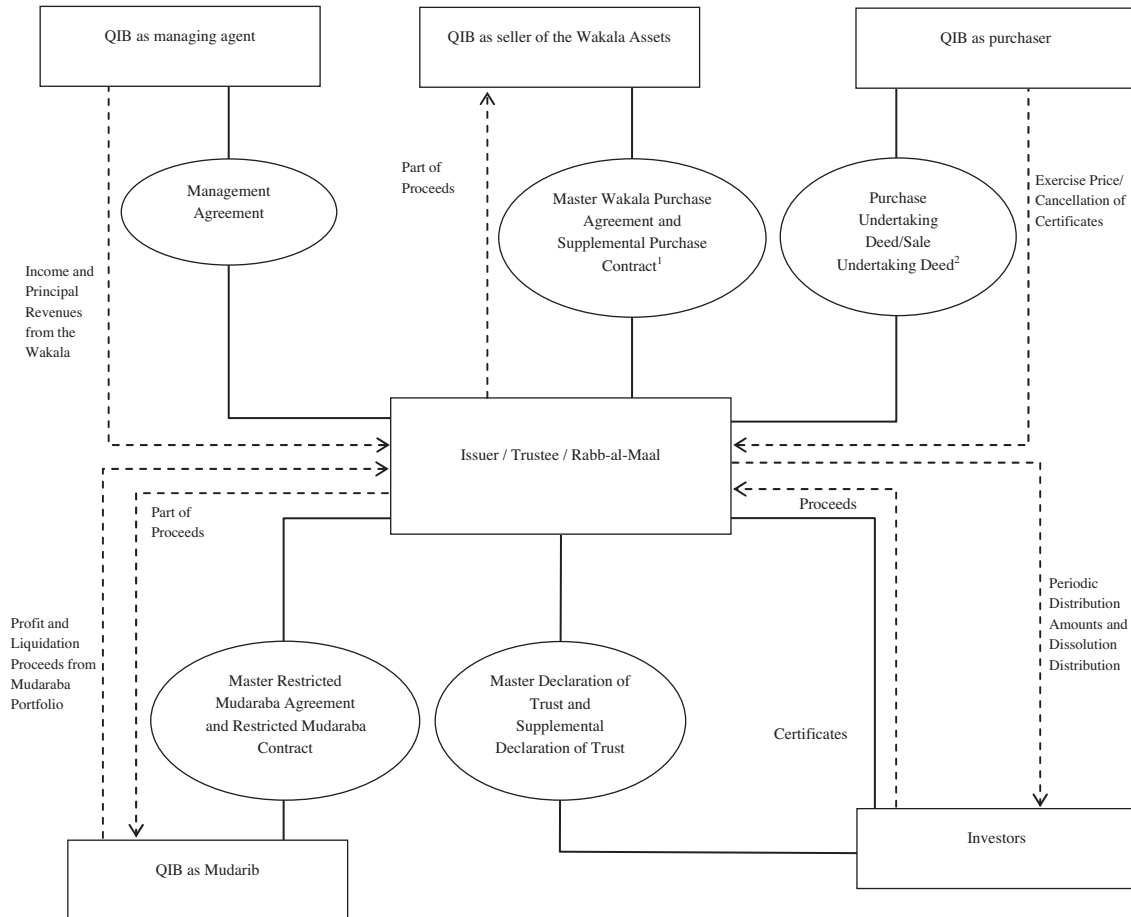 QIB as managing agent
QIB as seller of the Wakala Assets
QIB as purchaser
Part of
Proceeds
Management
Agreement
Master Wakala Purchase
Agreement and
Supplemental Purchase
Contract1
Purchase
Undertaking
Deed/Sale
Undertaking Deed2
Exercise Price/
Cancellation of
Certificates
Income and
Principal
Revenues
from the
Wakala
Issuer / Trustee / Rabb-al-Maal
Part of
Proceeds
Proceeds
Profit and
Liquidation
Proceeds from
Mudaraba
Portfolio
Master Restricted
Mudaraba Agreement
and Restricted Mudaraba
Contract
Master Declaration of
Trust and
Supplemental
Declaration of Trust
Certificates
Periodic
Distribution
Amounts and
Dissolution
Distribution
QIB as Mudarib
Investors